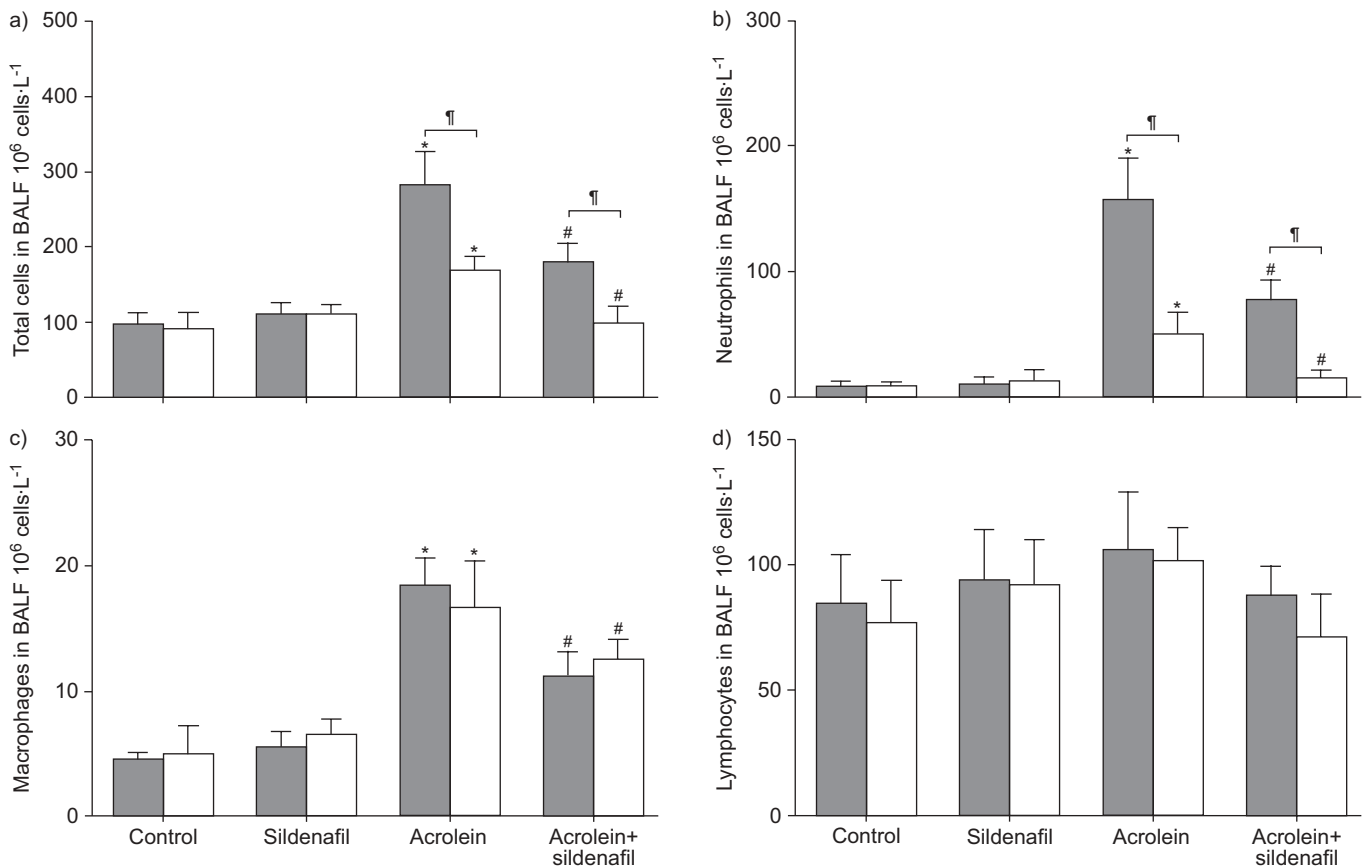 a)
Total cells in BALF 10⁶ cells·L⁻¹
500
400
300
200
100
0
¶
*
*
¶
#
#
b)
Neutrophils in BALF 10⁶ cells·L⁻¹
300
200
100
0
¶
*
*
¶
#
#
c)
Macrophages in BALF 10⁶ cells·L⁻¹
30
20
10
0
*
*
#
#
Control
Sildenafil
Acrolein
Acrolein+
sildenafil
d)
Lymphocytes in BALF 10⁶ cells·L⁻¹
150
100
50
0
Control
Sildenafil
Acrolein
Acrolein+
sildenafil